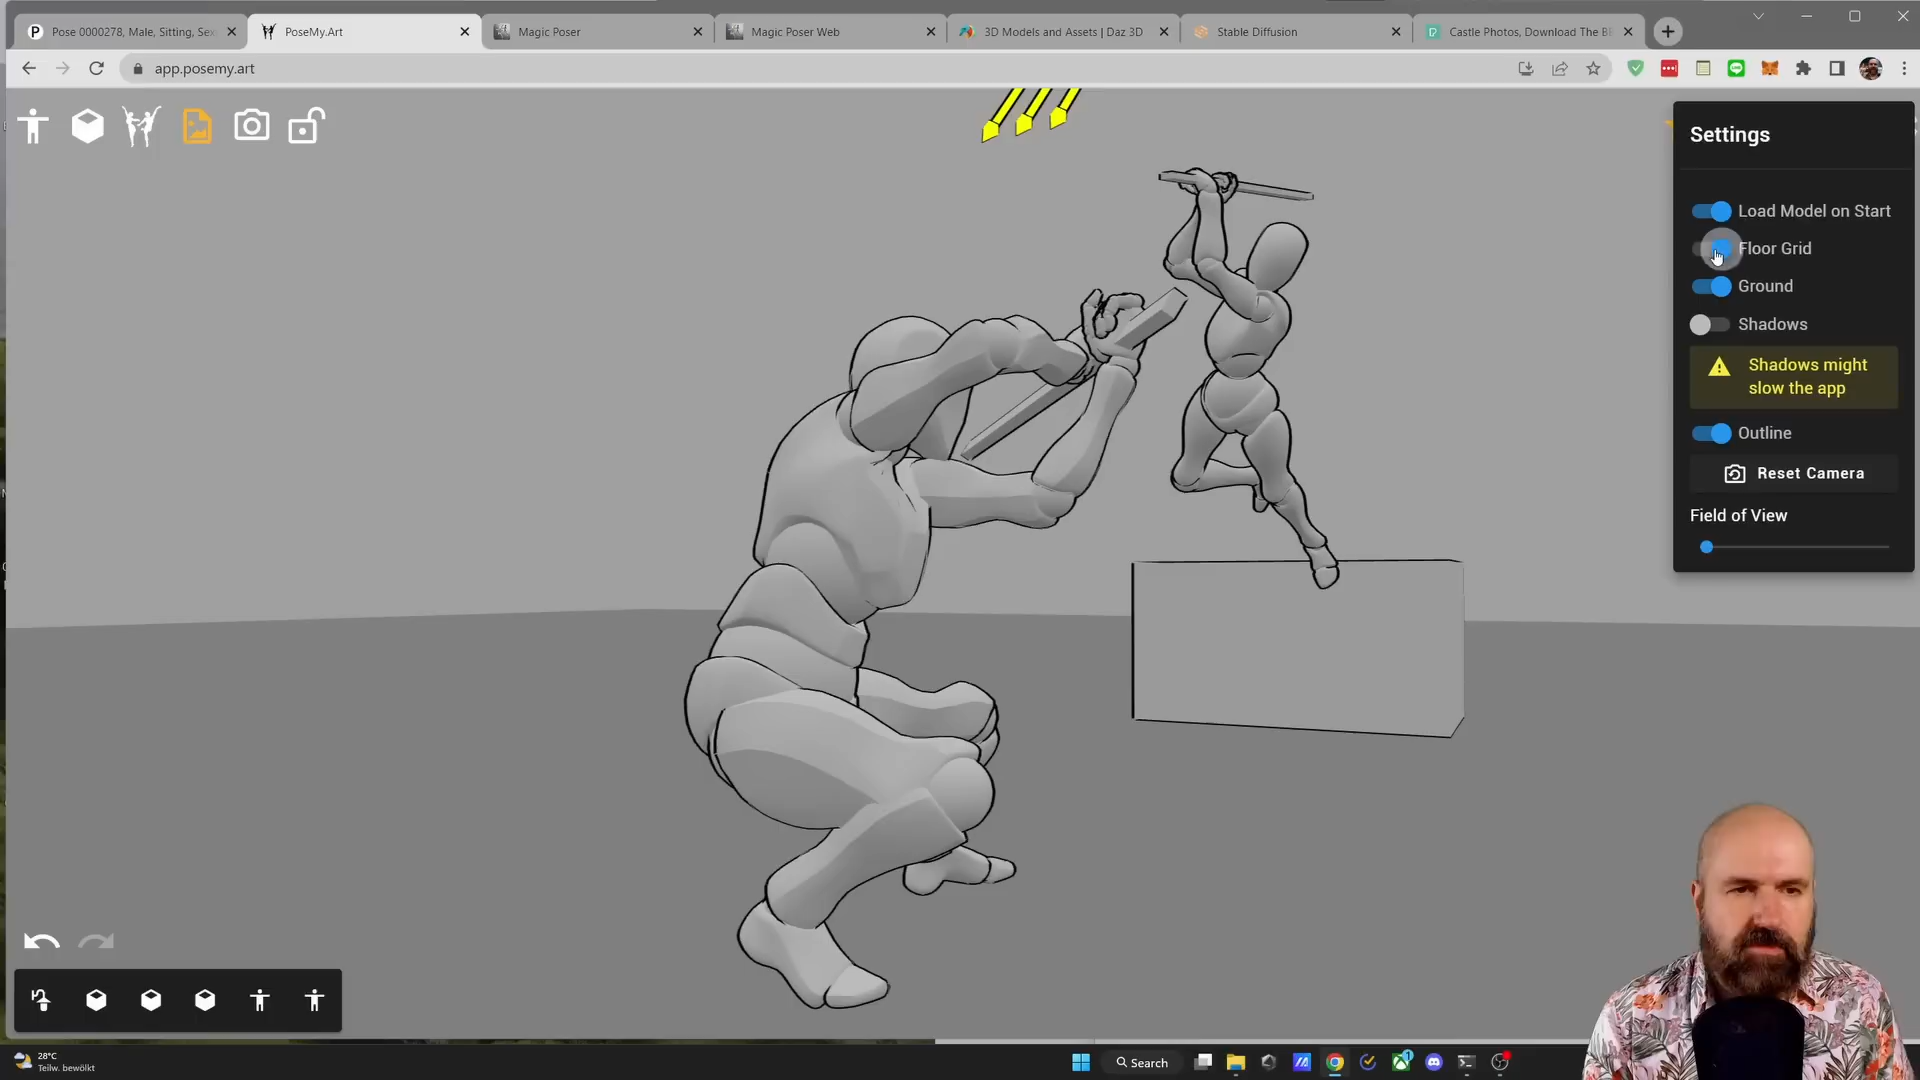 Pose 0000278, Male, Sitting, Sex
PoseMy.Art
Magic Poser
Magic Poser Web
3D Models and Assets | Daz 3D
Stable Diffusion
Castle Photos, Download The BE
app.posemy.art
Settings
Load Model on Start
Floor Grid
Ground
Shadows
Shadows might
slow the app
Outline
Reset Camera
Field of View
28°C
Teilw. bewölkt
Search